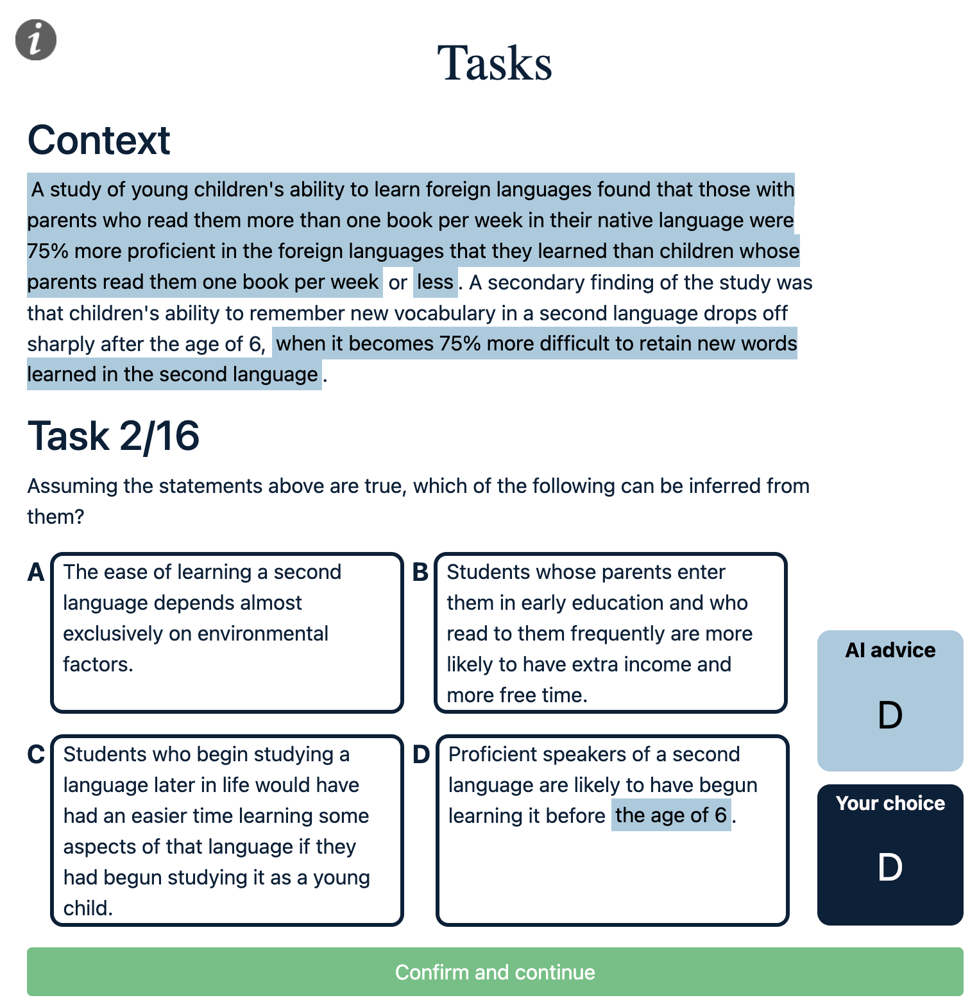 i
Tasks
Context
A study of young children's ability to learn foreign languages found that those with
parents who read them more than one book per week in their native language were
75% more proficient in the foreign languages that they learned than children whose
parents read them one book per week or less. A secondary finding of the study was
that children's ability to remember new vocabulary in a second language drops off
sharply after the age of 6, when it becomes 75% more difficult to retain new words
learned in the second language.
Task 2/16
Assuming the statements above are true, which of the following can be inferred from
them?
A The ease of learning a second
language depends almost
exclusively on environmental
factors.
B Students whose parents enter
them in early education and who
read to them frequently are more
likely to have extra income and
more free time.
C Students who begin studying a
language later in life would have
had an easier time learning some
aspects of that language if they
had begun studying it as a young
child.
D Proficient speakers of a second
language are likely to have begun
learning it before the age of 6.
AI advice
D
Your choice
D
Confirm and continue